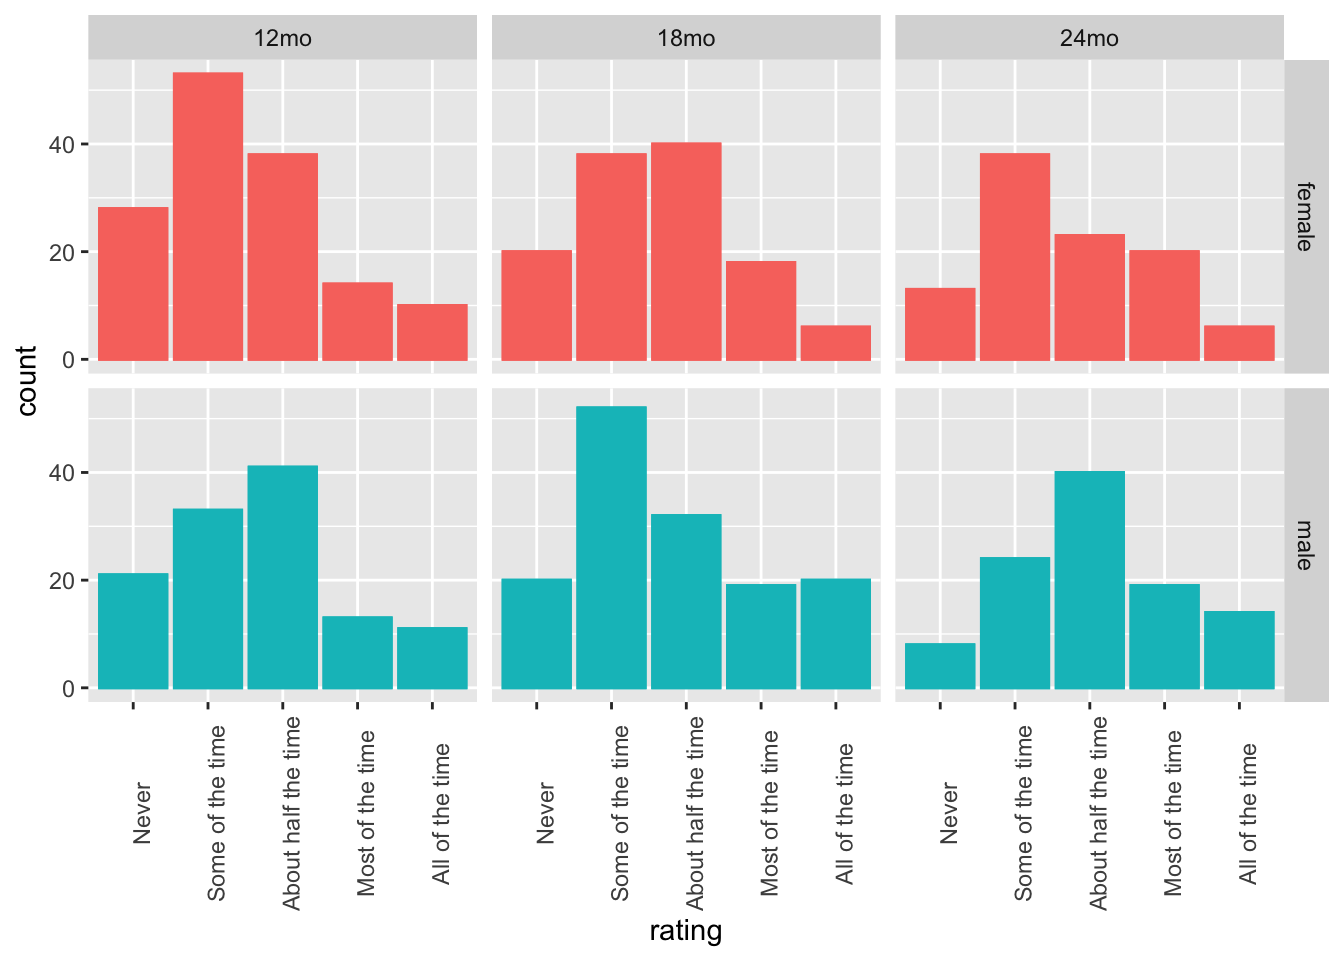 12mo
18mo
24mo
count
40
20
0
female
40
20
0
male
Never
Some of the time
About half the time
Most of the time
All of the time
Never
Some of the time
About half the time
Most of the time
All of the time
Never
Some of the time
About half the time
Most of the time
All of the time
rating